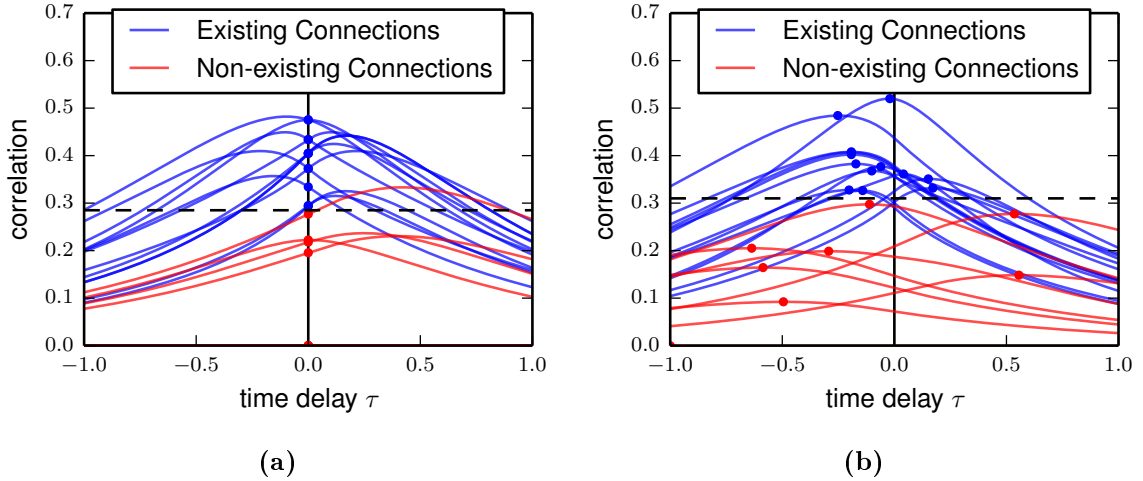 0.7
0.6
0.5
0.4
0.3
0.2
0.1
0.0
correlation
Existing Connections
Non-existing Connections
−1.0 −0.5 0.0 0.5 1.0
time delay τ
(a)
0.7
0.6
0.5
0.4
0.3
0.2
0.1
0.0
correlation
Existing Connections
Non-existing Connections
−1.0 −0.5 0.0 0.5 1.0
time delay τ
(b)